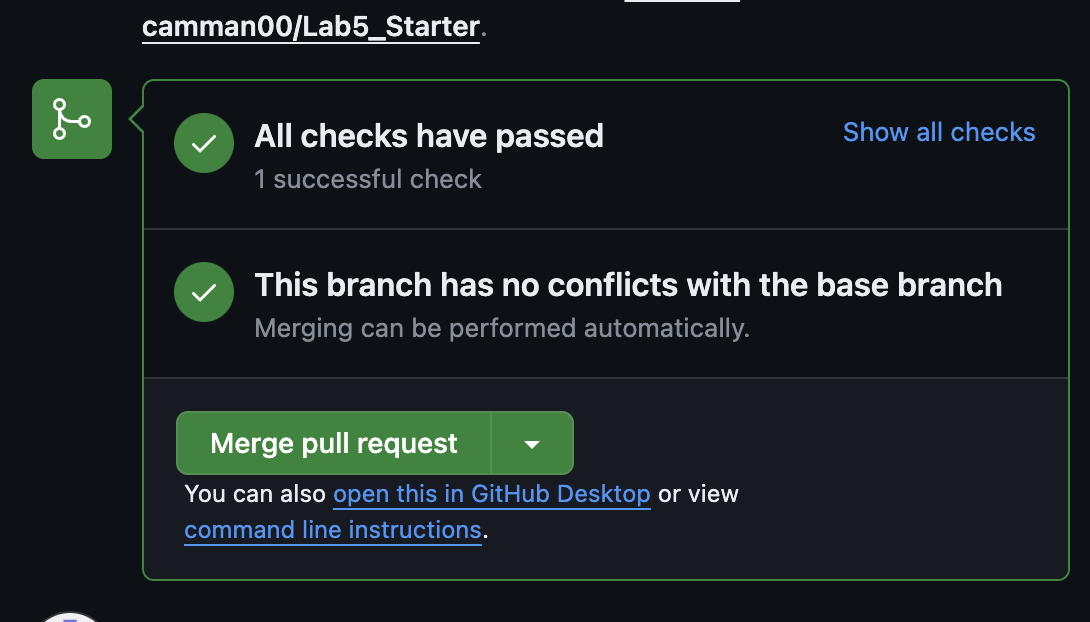 camman00/Lab5_Starter.
All checks have passed
Show all checks
1 successful check
This branch has no conflicts with the base branch
Merging can be performed automatically.
Merge pull request
You can also open this in GitHub Desktop or view
command line instructions.